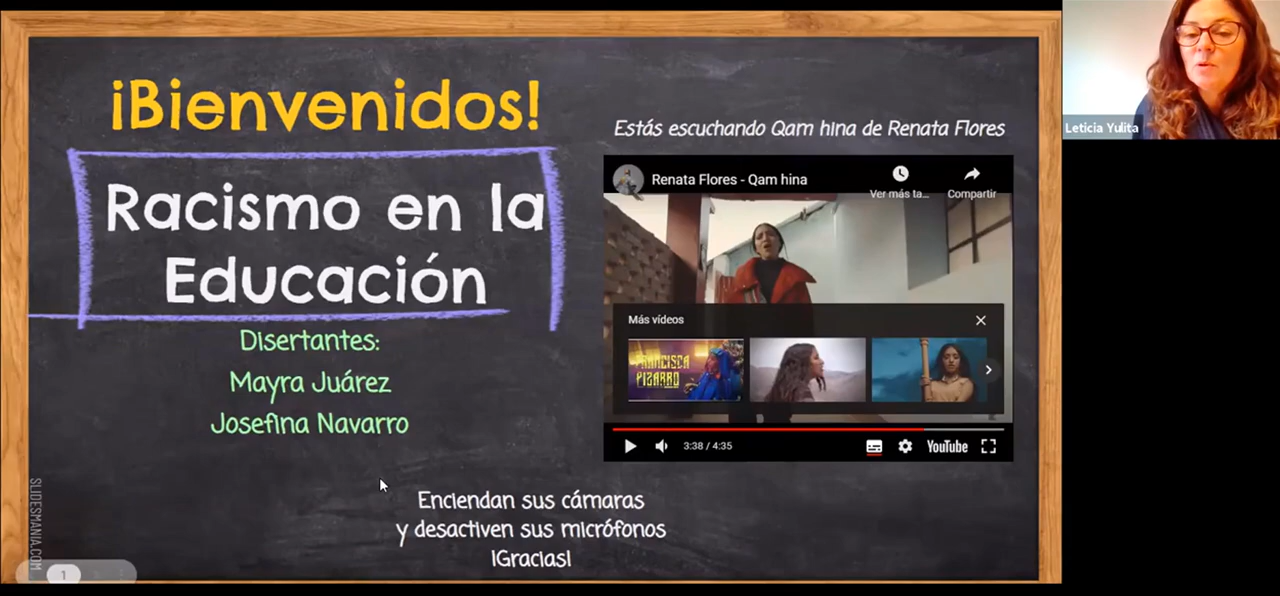 ¡Bienvenidos!
Racismo en la
Educación
Disertantes:
Mayra Juárez
Josefina Navarro
Estás escuchando Qam hina de Renata Flores
Renata Flores - Qam hina
Ver más ta...
Compartir
Más vídeos
FRANCISCA
PIZARRO
3:38 / 4:35
YouTube
Enciendan sus cámaras
y desactiven sus micrófonos
¡Gracias!
SLIDESMANIA.COM
1
Leticia Yulita